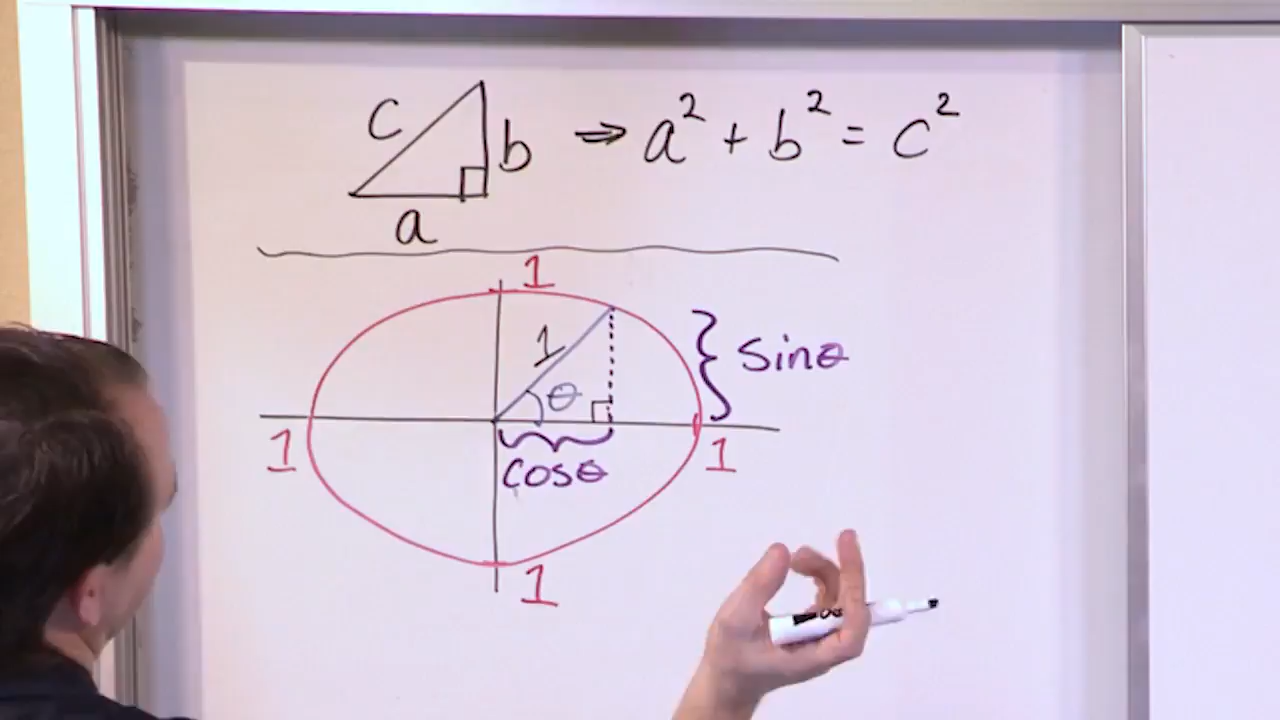 c b ⇒ a² + b² = c²
a
1
1 sinθ
θ
1 1
cosθ
1